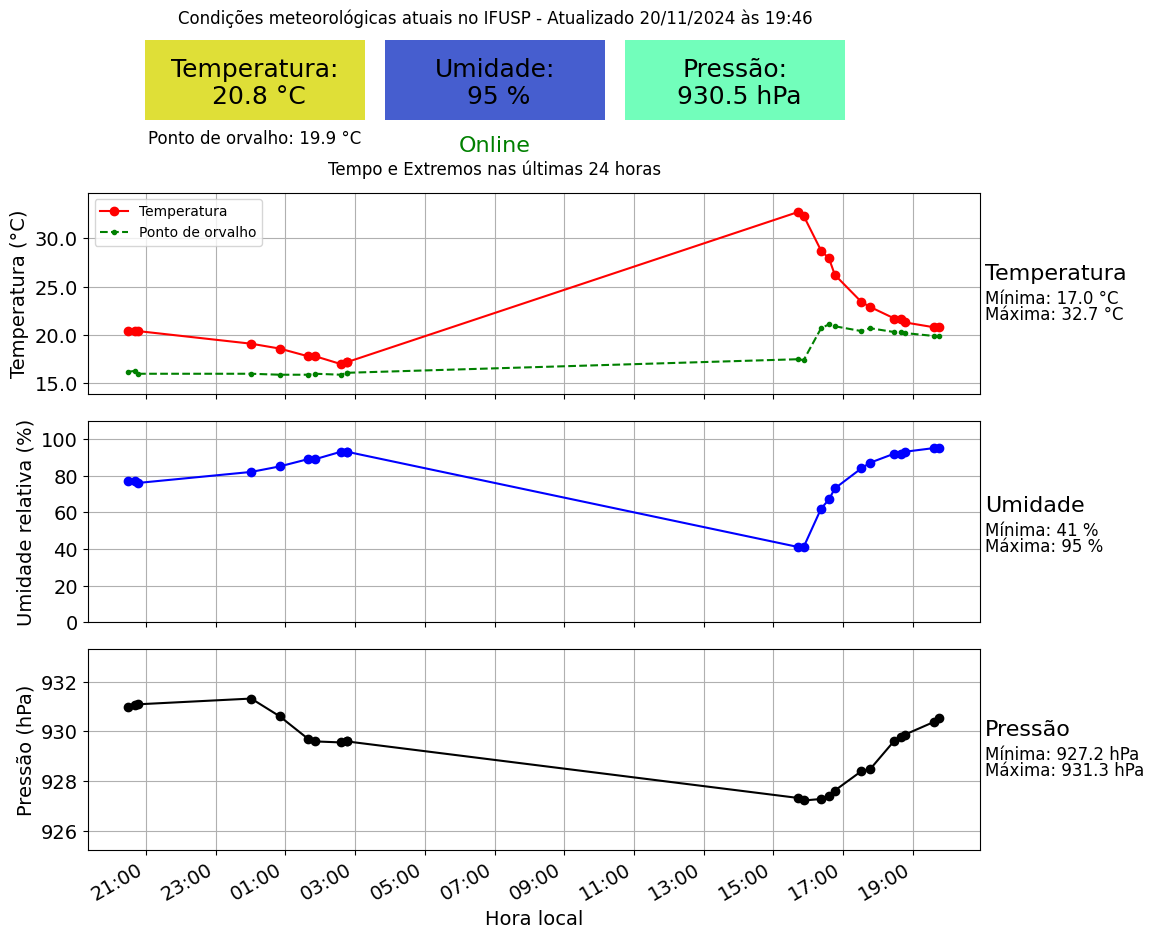 Condições meteorológicas atuais no IFUSP - Atualizado 20/11/2024 às 19:46
Temperatura:
20.8 °C
Umidade:
95 %
Pressão:
930.5 hPa
Ponto de orvalho: 19.9 °C
Online
Tempo e Extremos nas últimas 24 horas
Temperatura (°C)
30.0
25.0
20.0
15.0
Temperatura
Ponto de orvalho
Temperatura
Mínima: 17.0 °C
Máxima: 32.7 °C
Umidade relativa (%)
100
80
60
40
20
0
Umidade
Mínima: 41 %
Máxima: 95 %
Pressão (hPa)
932
930
928
926
Pressão
Mínima: 927.2 hPa
Máxima: 931.3 hPa
21:00 23:00 01:00 03:00 05:00 07:00 09:00 11:00 13:00 15:00 17:00 19:00
Hora local